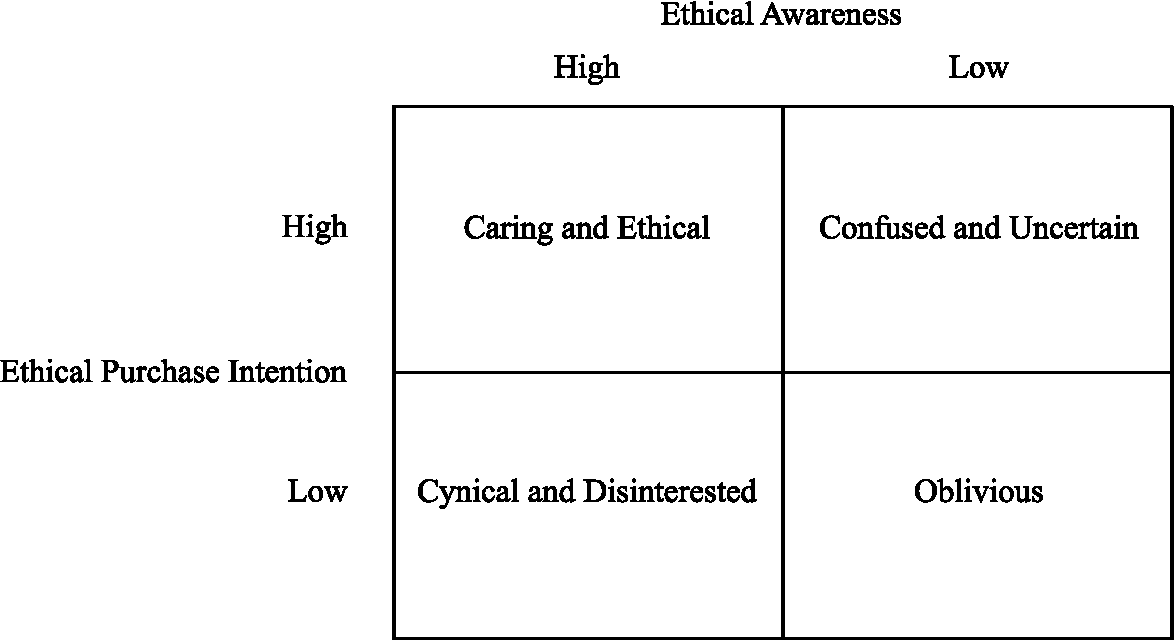 Ethical Awareness
High Low
High Caring and Ethical Confused and Uncertain
Ethical Purchase Intention
Low Cynical and Disinterested Oblivious